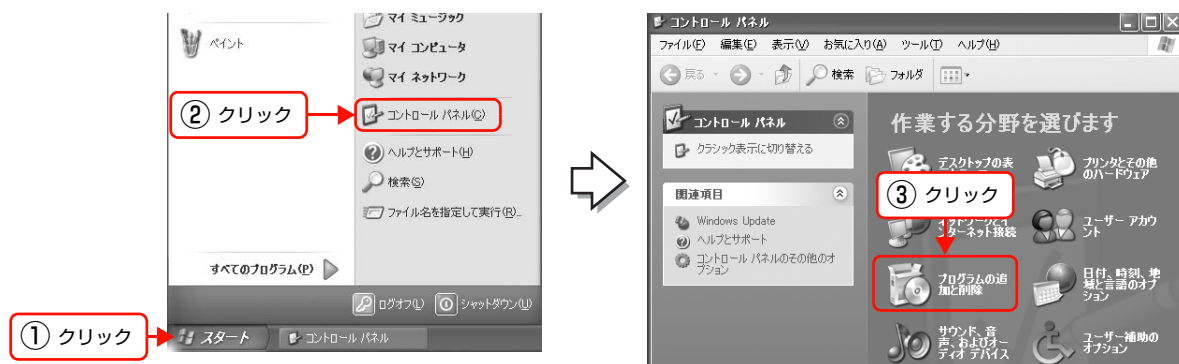 マイ ミュージック
ペイント
マイ コンピュータ
マイ ネットワーク
② クリック
コントロール パネル(C)
ヘルプとサポート(H)
検索(S)
ファイル名を指定して実行(R)...
すべてのプログラム(P)
ログオフ(L)
シャットダウン(U)
① クリック
スタート
コントロール パネル
コントロール パネル
ファイル(F) 編集(E) 表示(V) お気に入り(A) ツール(T) ヘルプ(H)
戻る
検索
フォルダ
コントロール パネル
クラシック表示に切り替える
関連項目
Windows Update
ヘルプとサポート
コントロール パネルのその他のオ
プション
作業する分野を選びます
デスクトップの表
プリンタとその他
のハードウェア
③ クリック
ネットワークとイ
ンターネット接続
ユーザー アカウ
ント
プログラムの追
加と削除
日付、時刻、地
域と言語のオプ
ション
サウンド、音
声、およびオー
ディオ デバイス
ユーザー補助の
オプション